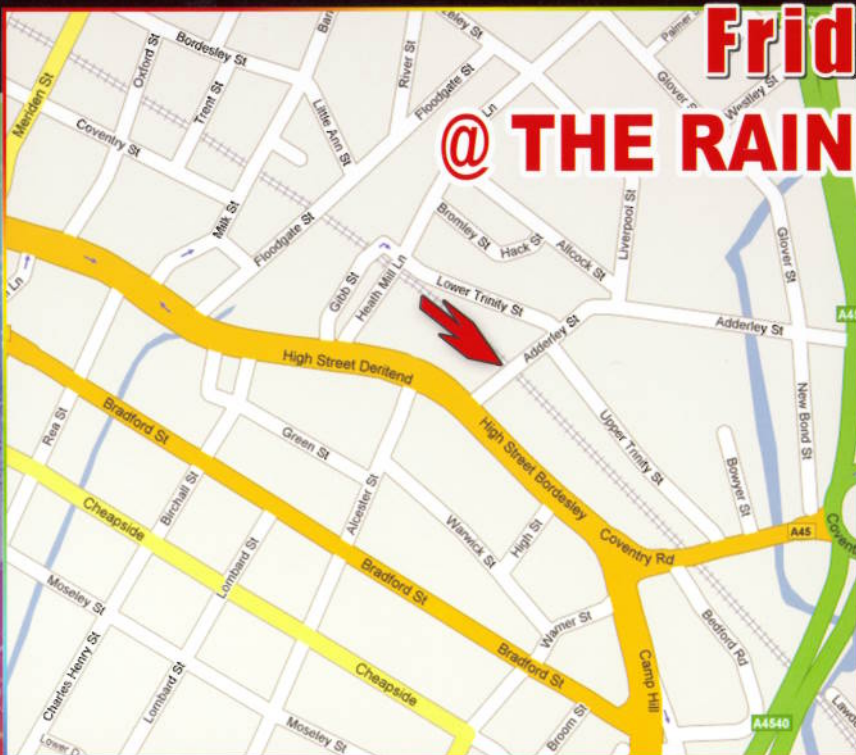 Frid
@ THE RAIN
Meriden St
Oxford St
Bordesley St
Trent St
River St
Little Ann St
Floodgate St
Palmer
Glover S
Westley St
Coventry St
Milk St
Floodgate St
Ln
Bromley St
Hack St
Allcock St
Liverpool St
Glover St
Gibb St
Heath Mill Ln
Lower Trinity St
Adderley St
Adderley St
High Street Deritend
Rea St
Bradford St
Green St
Birchall St
Alcester St
High Street Bordesley
Upper Trinity St
Bowyer St
New Bond St
Cheapside
Lombard St
Warwick St
High St
Coventry Rd
A45
Bradford St
Moseley St
Charles Henry St
Lombard St
Cheapside
Warner St
Bradford St
Bedford Rd
Camp Hill
Broom St
Moseley St
A4540